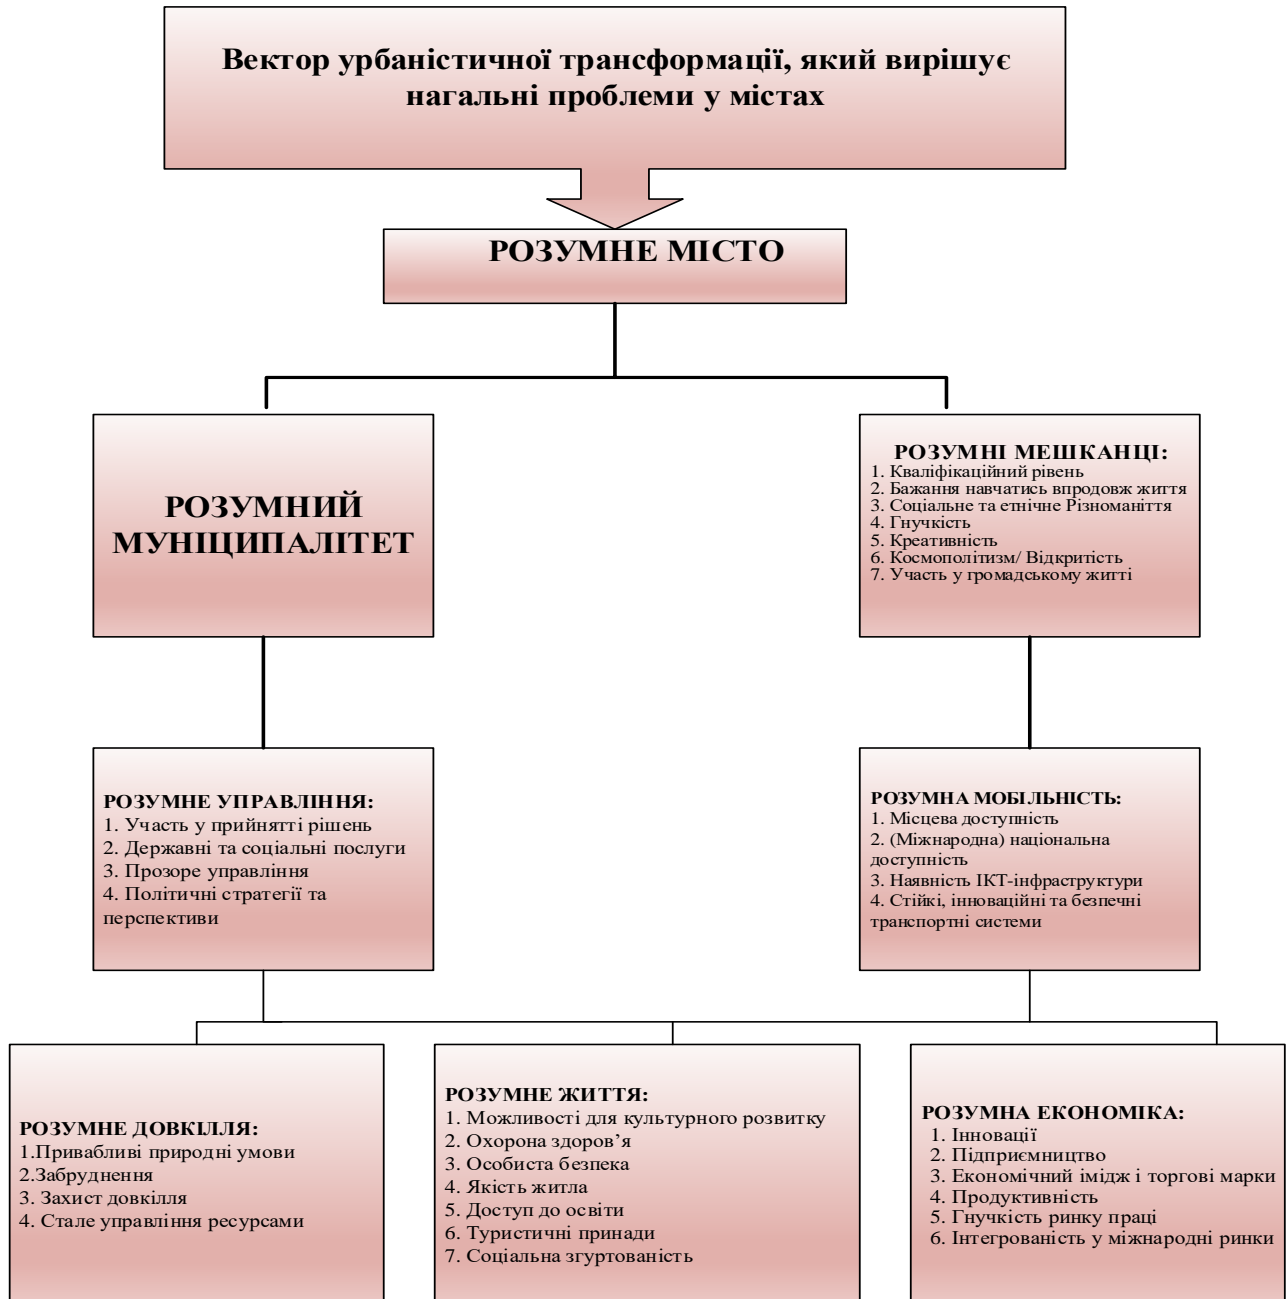 Вектор урбаністичної трансформації, який вирішує
нагальні проблеми у містах
РОЗУМНЕ МІСТО
РОЗУМНИЙ
МУНІЦИПАЛІТЕТ
РОЗУМНІ МЕШКАНЦІ:
1. Кваліфікаційний рівень
2. Бажання навчатись впродовж життя
3. Соціальне та етнічне Різноманіття
4. Гнучкість
5. Креативність
6. Космополітизм/ Відкритість
7. Участь у громадському житті
РОЗУМНЕ УПРАВЛІННЯ:
1. Участь у прийнятті рішень
2. Державні та соціальні послуги
3. Прозоре управління
4. Політичні стратегії та
перспективи
РОЗУМНА МОБІЛЬНІСТЬ:
1. Місцева доступність
2. (Міжнародна) національна
доступність
3. Наявність ІКТ-інфраструктури
4. Стійкі, інноваційні та безпечні
транспортні системи
РОЗУМНЕ ДОВКІЛЛЯ:
1.Привабливі природні умови
2.Забруднення
3. Захист довкілля
4. Стале управління ресурсами
РОЗУМНЕ ЖИТТЯ:
1. Можливості для культурного розвитку
2. Охорона здоров’я
3. Особиста безпека
4. Якість житла
5. Доступ до освіти
6. Туристичні принади
7. Соціальна згуртованість
РОЗУМНА ЕКОНОМІКА:
1. Інновації
2. Підприємництво
3. Економічний імідж і торгові марки
4. Продуктивність
5. Гнучкість ринку праці
6. Інтегрованість у міжнародні ринки